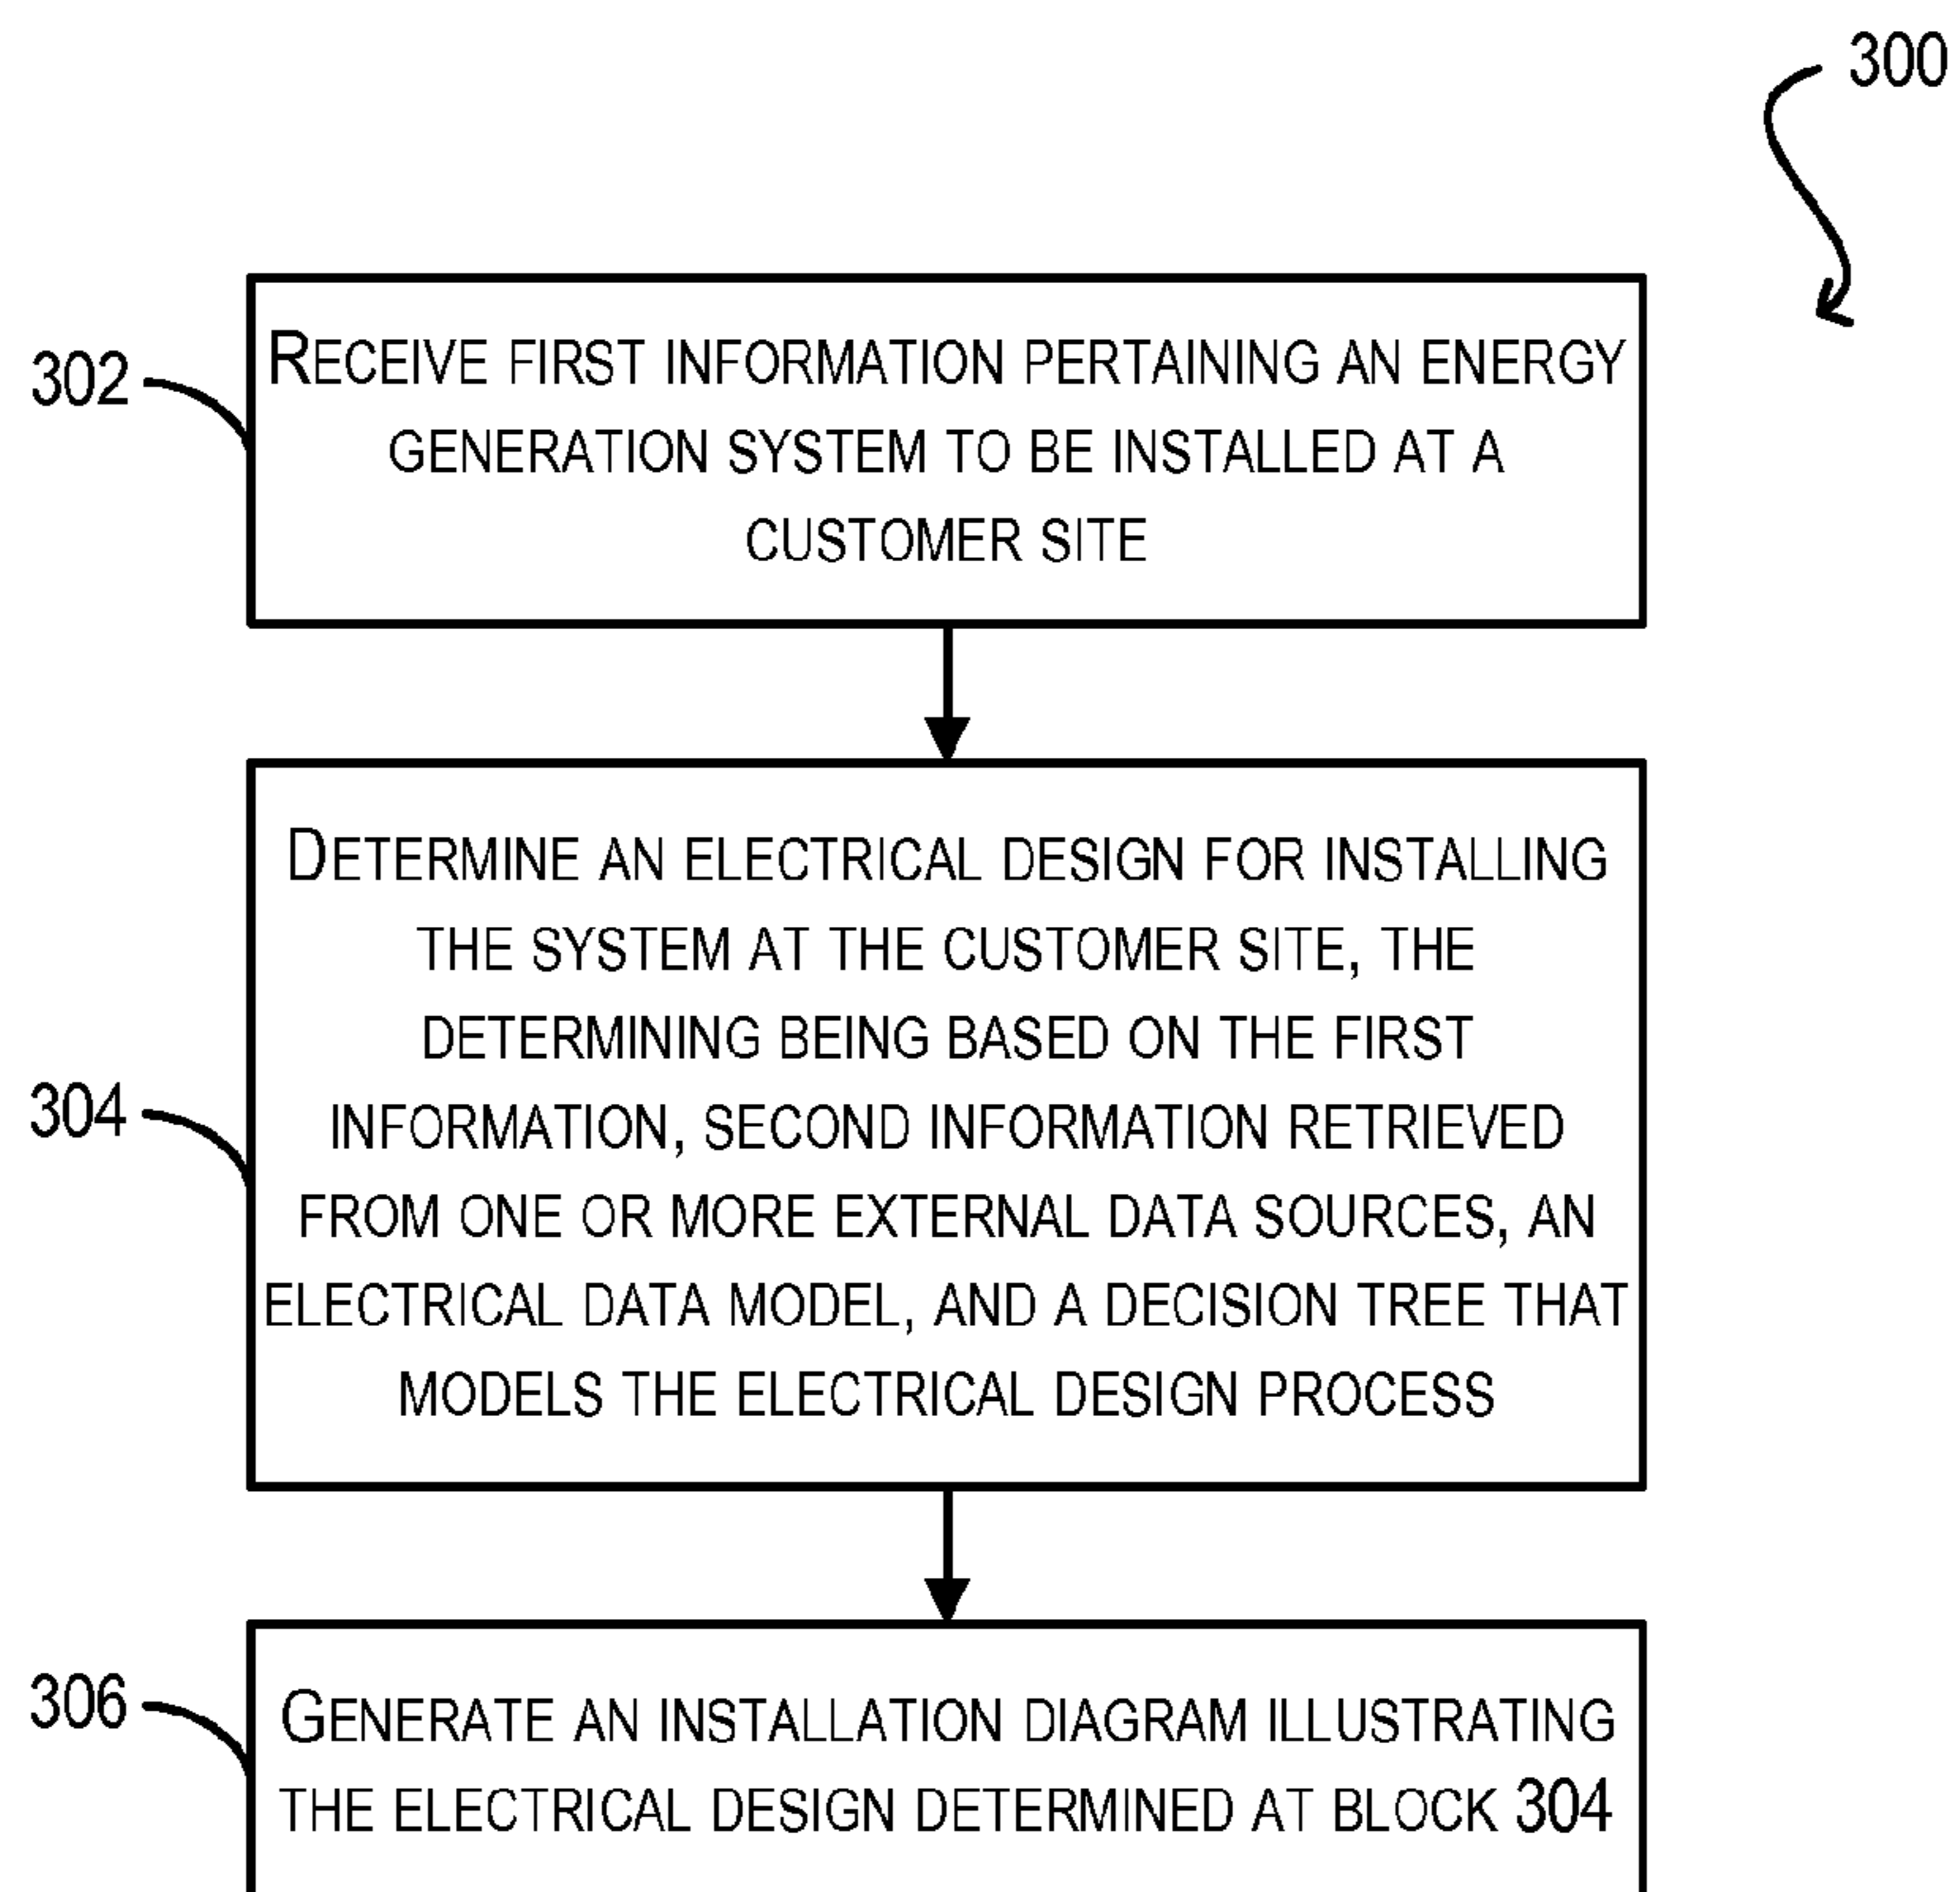 300
302
RECEIVE FIRST INFORMATION PERTAINING AN ENERGY
GENERATION SYSTEM TO BE INSTALLED AT A
CUSTOMER SITE
304
DETERMINE AN ELECTRICAL DESIGN FOR INSTALLING
THE SYSTEM AT THE CUSTOMER SITE, THE
DETERMINING BEING BASED ON THE FIRST
INFORMATION, SECOND INFORMATION RETRIEVED
FROM ONE OR MORE EXTERNAL DATA SOURCES, AN
ELECTRICAL DATA MODEL, AND A DECISION TREE THAT
MODELS THE ELECTRICAL DESIGN PROCESS
306
GENERATE AN INSTALLATION DIAGRAM ILLUSTRATING
THE ELECTRICAL DESIGN DETERMINED AT BLOCK 304